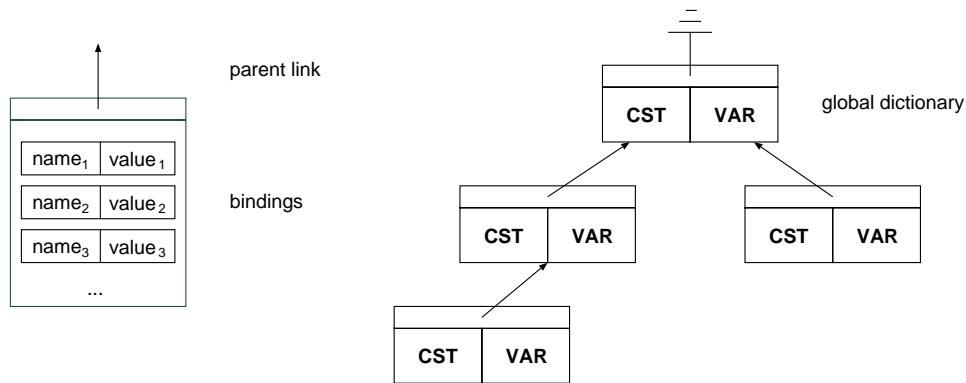 parent link
name₁ value₁
name₂ value₂
name₃ value₃
...
bindings
CST VAR
global dictionary
CST VAR
CST VAR
CST VAR